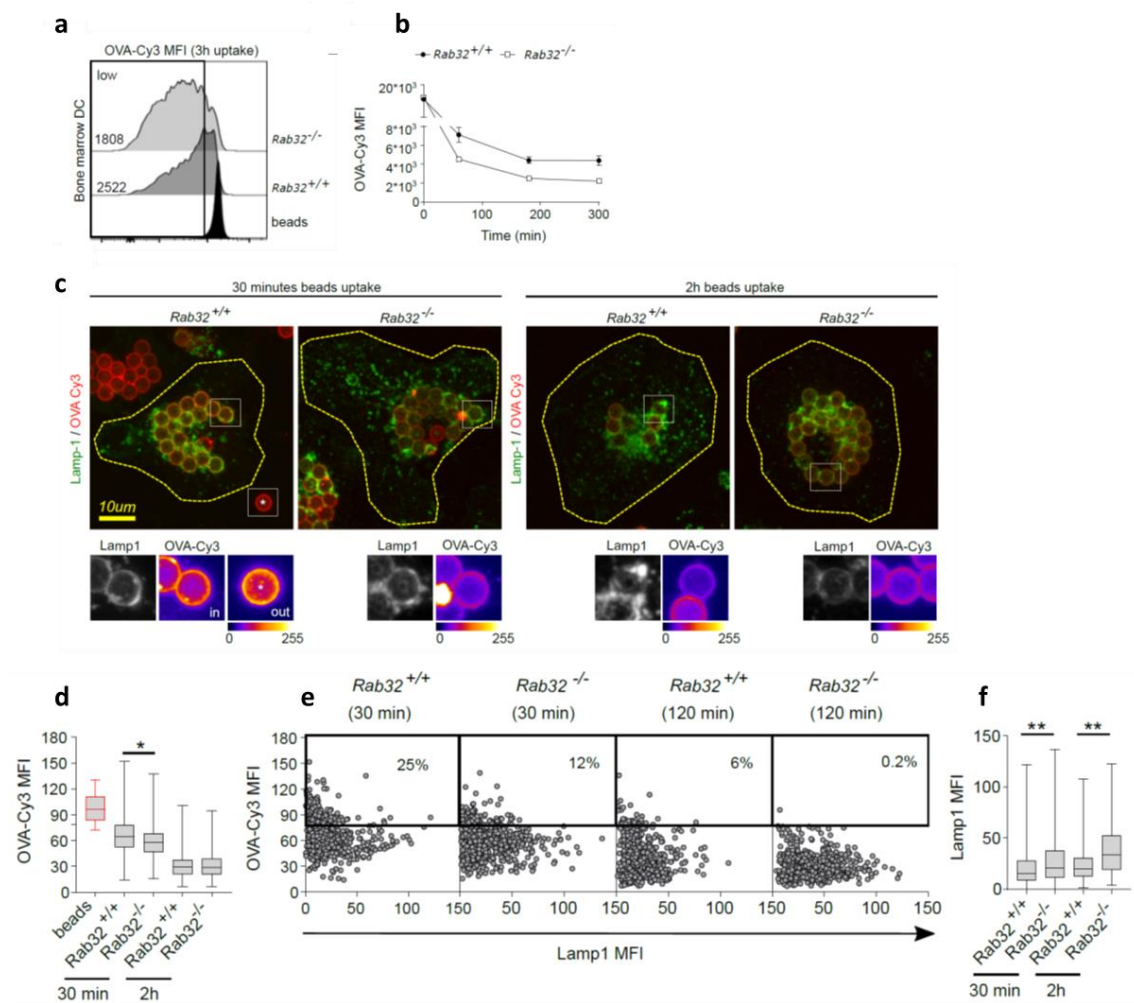 a
OVA-Cy3 MFI (3h uptake)
Bone marrow DC
low
1808
Rab32-/-
2522
Rab32+/+
beads
b
Rab32+/+ Rab32-/-
OVA-Cy3 MFI
20*10³
8*10³
6*10³
4*10³
2*10³
0
0 100 200 300
Time (min)
c
30 minutes beads uptake 2h beads uptake
Rab32+/+ Rab32-/- Rab32+/+ Rab32-/-
Lamp-1 / OVA Cy3
Lamp-1 / OVA Cy3
10um
*
Lamp1 OVA-Cy3 Lamp1 OVA-Cy3 Lamp1 OVA-Cy3 Lamp1 OVA-Cy3
* in out
0 255 0 255 0 255 0 255
d
OVA-Cy3 MFI
180
150
120
90
60
30
0
*
beads Rab32+/+ Rab32-/- Rab32+/+ Rab32-/-
30 min 2h
e
Rab32+/+ Rab32-/- Rab32+/+ Rab32-/-
(30 min) (30 min) (120 min) (120 min)
OVA-Cy3 MFI
180
150
120
90
60
30
0
25% 12% 6% 0.2%
0 50 100 150 50 100 150 50 100 150 50 100 150
Lamp1 MFI
f
Lamp1 MFI
150
100
50
0
** **
Rab32+/+ Rab32-/- Rab32+/+ Rab32-/-
30 min 2h